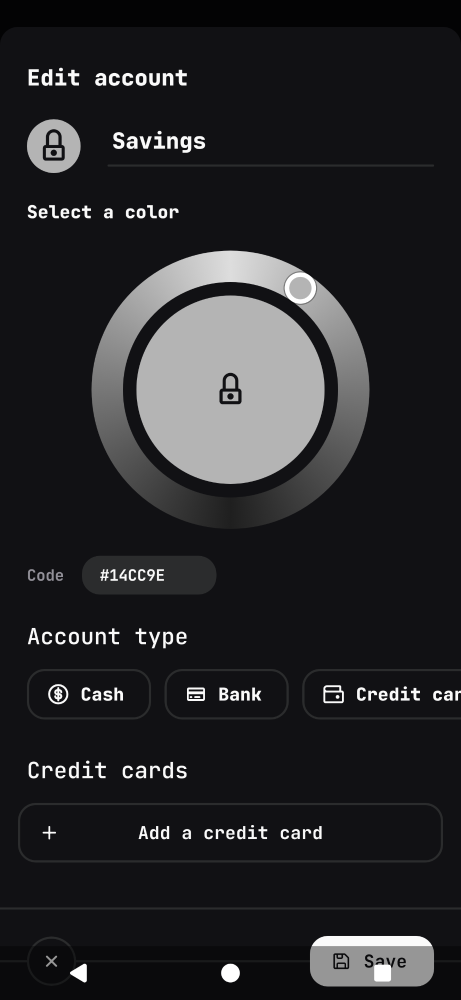 Edit account
Savings
Select a color
Code #14CC9E
Account type
Cash Bank Credit car
Credit cards
Add a credit card
Save